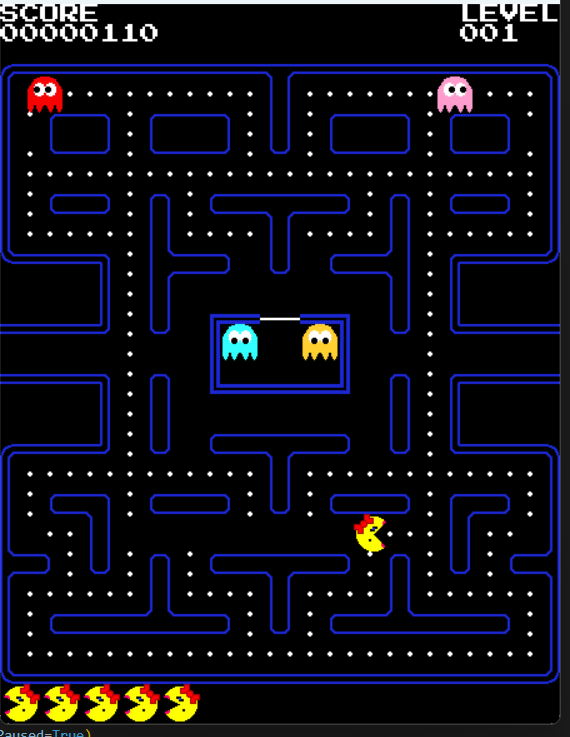 SCORE
00000110
LEVEL
001
Paused=True)